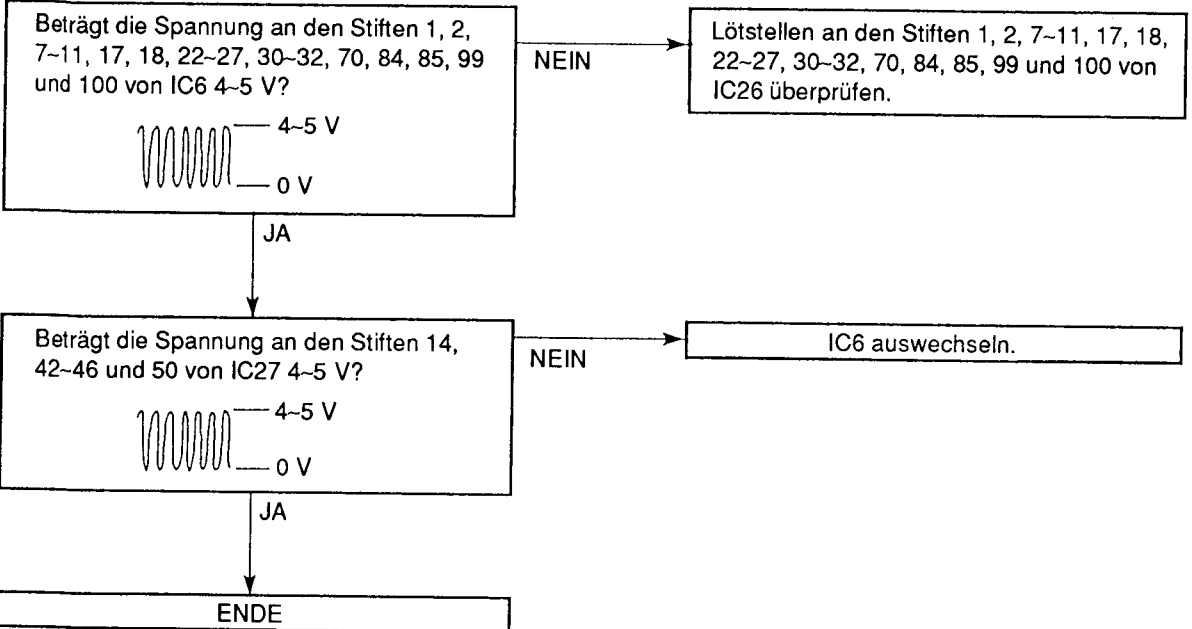 Beträgt die Spannung an den Stiften 1, 2,
7~11, 17, 18, 22~27, 30~32, 70, 84, 85, 99
und 100 von IC6 4~5 V?
4~5 V
0 V
NEIN
Lötstellen an den Stiften 1, 2, 7~11, 17, 18,
22~27, 30~32, 70, 84, 85, 99 und 100 von
IC26 überprüfen.
JA
Beträgt die Spannung an den Stiften 14,
42~46 und 50 von IC27 4~5 V?
4~5 V
0 V
NEIN
IC6 auswechseln.
JA
ENDE